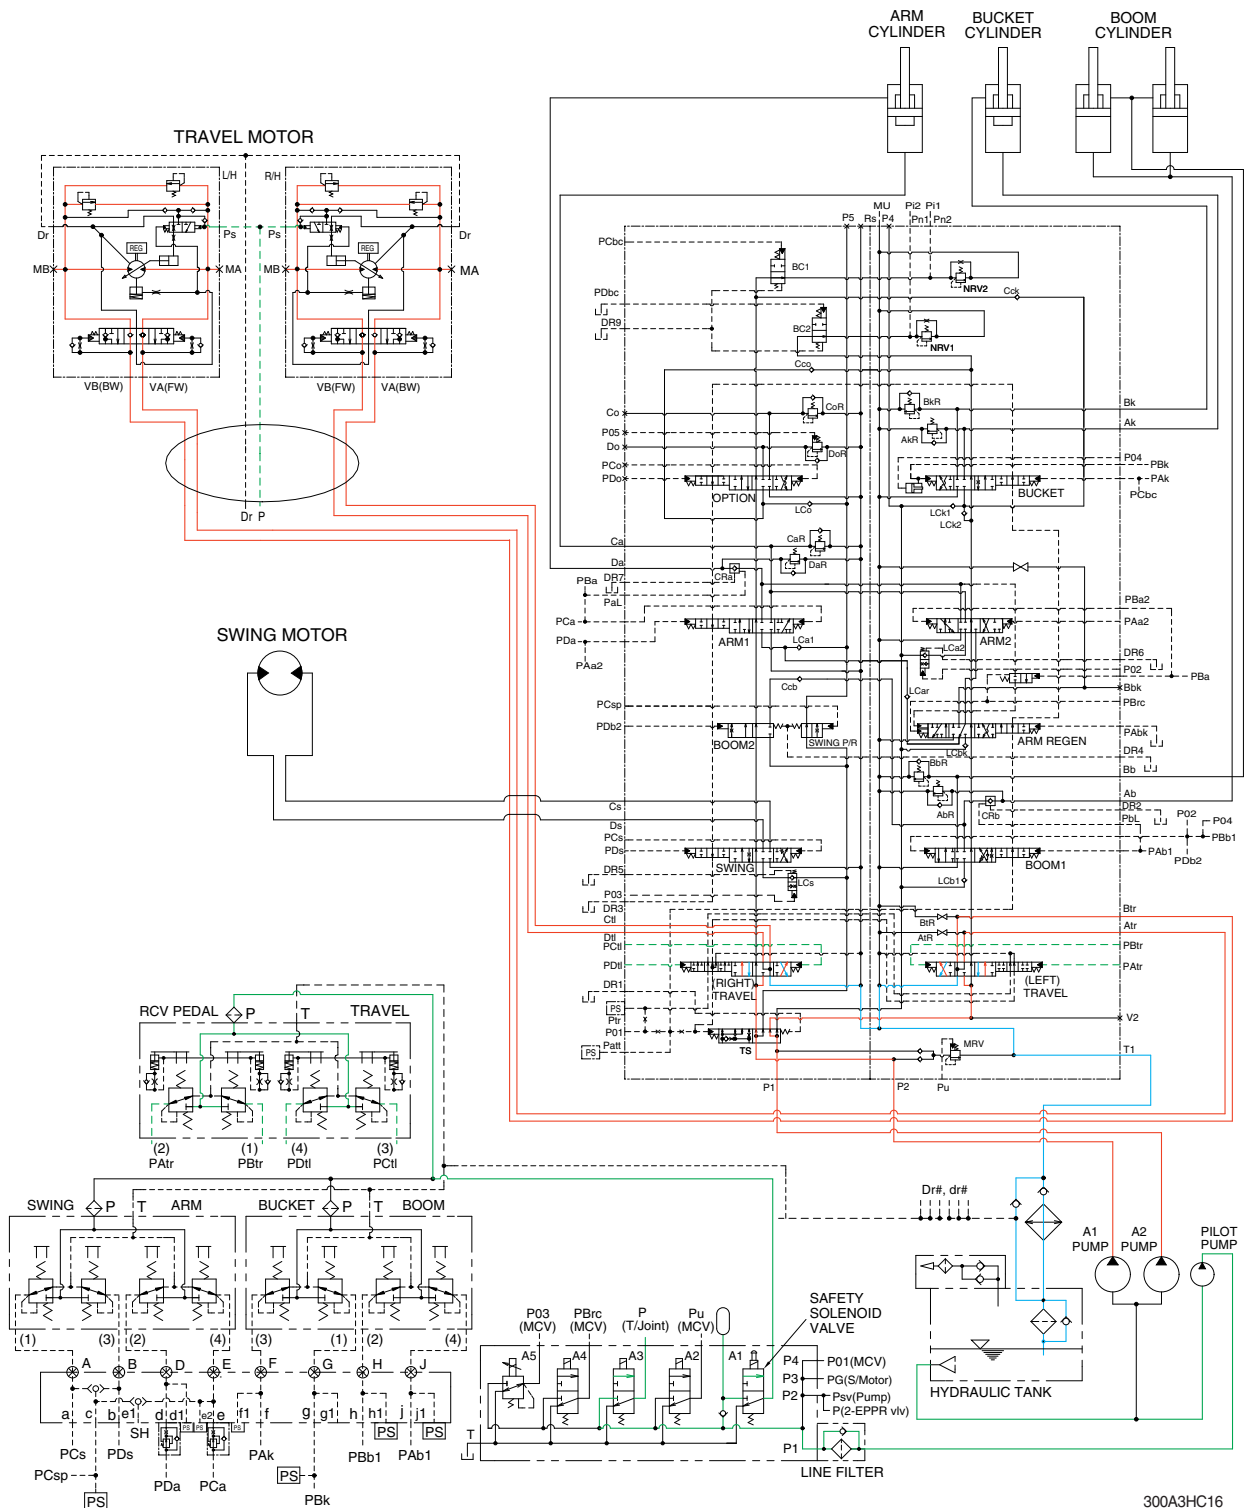 ARM
CYLINDER
BUCKET
CYLINDER
BOOM
CYLINDER
TRAVEL MOTOR
L/H
R/H
Dr
Ps
Ps
Dr
REG
REG
MB
MA
MB
MA
VB(BW)
VA(FW)
VB(FW)
VA(BW)
Dr P
SWING MOTOR
P5
Rs
MU
P4
Pi2
Pi1
Pn1
Pn2
PCbc
BC1
NRV2
Cck
PDbc
DR9
BC2
NRV1
Cco
Co
CoR
BkR
Bk
P05
Do
DoR
AkR
Ak
PCo
P04
PDo
PBk
PAk
OPTION
BUCKET
PCbc
LCo
LCk1
LCk2
Ca
CaR
Da
DaR
DR7
CRa
PBa
PaL
PBa2
PCa
PAa2
PDa
ARM1
ARM2
PAa2
LCa1
LCa2
DR6
P02
Ccb
LCar
PBa
Bbk
PCsp
PBrc
PDb2
PAbk
BOOM2
SWING P/R
ARM REGEN
LCbk
DR4
BbR
Bb
AbR
CRb
Ab
Cs
DR2
P02
Ds
PbL
P04
PCs
PBb1
PDs
PAb1
PDb2
SWING
BOOM1
DR5
LCs
LCb1
P03
DR3
Btr
Ctl
BtR
Atr
Dtl
AtR
PCtl
PBtr
PDtl
PAtr
(RIGHT)
TRAVEL
(LEFT)
TRAVEL
DR1
PS
Ptr
V2
P01
Patt
PS
TS
MRV
T1
P1
P2
Pu
RCV PEDAL
P
T
TRAVEL
(2)
(1)
(4)
(3)
PAtr
PBtr
PDtl
PCtl
SWING
P
T
ARM
BUCKET
P
T
BOOM
(1)
(3)
(2)
(4)
(3)
(1)
(2)
(4)
A
B
D
E
F
G
H
J
a
c
b
e1
d
d1
PS
PS
e2
e
PS
f1
f
g
g1
h
h1
j
j1
SH
PS
PS
PCs
PDs
PAk
PBb1
PAb1
PCsp
PDa
PCa
PS
PBk
PS
Dr#, dr#
A1
PUMP
A2
PUMP
PILOT
PUMP
HYDRAULIC TANK
SAFETY
SOLENOID
VALVE
P03
(MCV)
PBrc
(MCV)
P
(T/Joint)
Pu
(MCV)
A5
A4
A3
A2
A1
P4
P01(MCV)
P3
PG(S/Motor)
P2
Psv(Pump)
P(2-EPPR vlv)
T
P1
LINE FILTER
300A3HC16